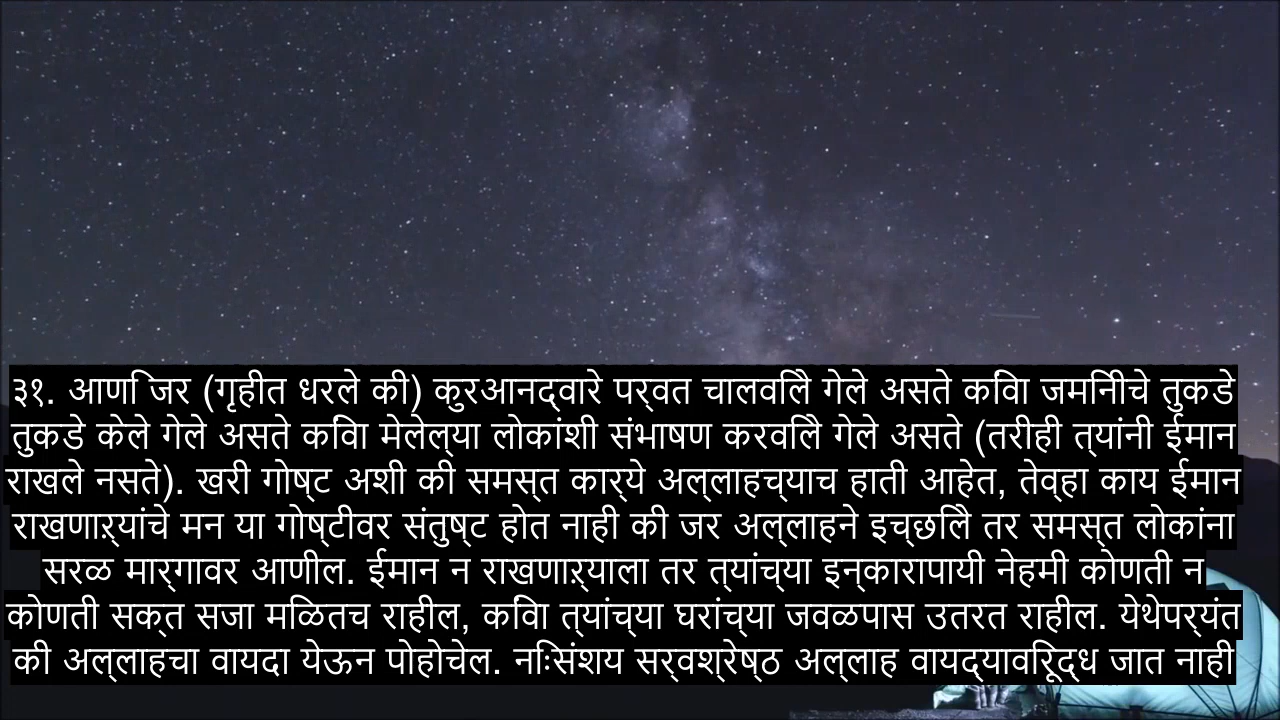 ३१. आणि जर (गृहीत धरले की) कुरआनद्वारे पर्वत चालविले गेले असते किंवा जमिनीचे तुकडे
तुकडे केले गेले असते किंवा मेलेल्या लोकांशी संभाषण करविले गेले असते (तरीही त्यांनी ईमान
राखले नसते). खरी गोष्ट अशी की समस्त कार्ये अल्लाहच्याच हाती आहेत, तेव्हा काय ईमान
राखणाऱ्यांचे मन या गोष्टीवर संतुष्ट होत नाही की जर अल्लाहने इच्छिले तर समस्त लोकांना
सरळ मार्गावर आणील. ईमान न राखणाऱ्याला तर त्यांच्या इन्कारापायी नेहमी कोणती न
कोणती सक्त सजा मिळतच राहील, किंवा त्यांच्या घरांच्या जवळपास उतरत राहील. येथेपर्यंत
की अल्लाहचा वायदा येऊन पोहोचेल. निःसंशय सर्वश्रेष्ठ अल्लाह वायद्याविरूद्ध जात नाही